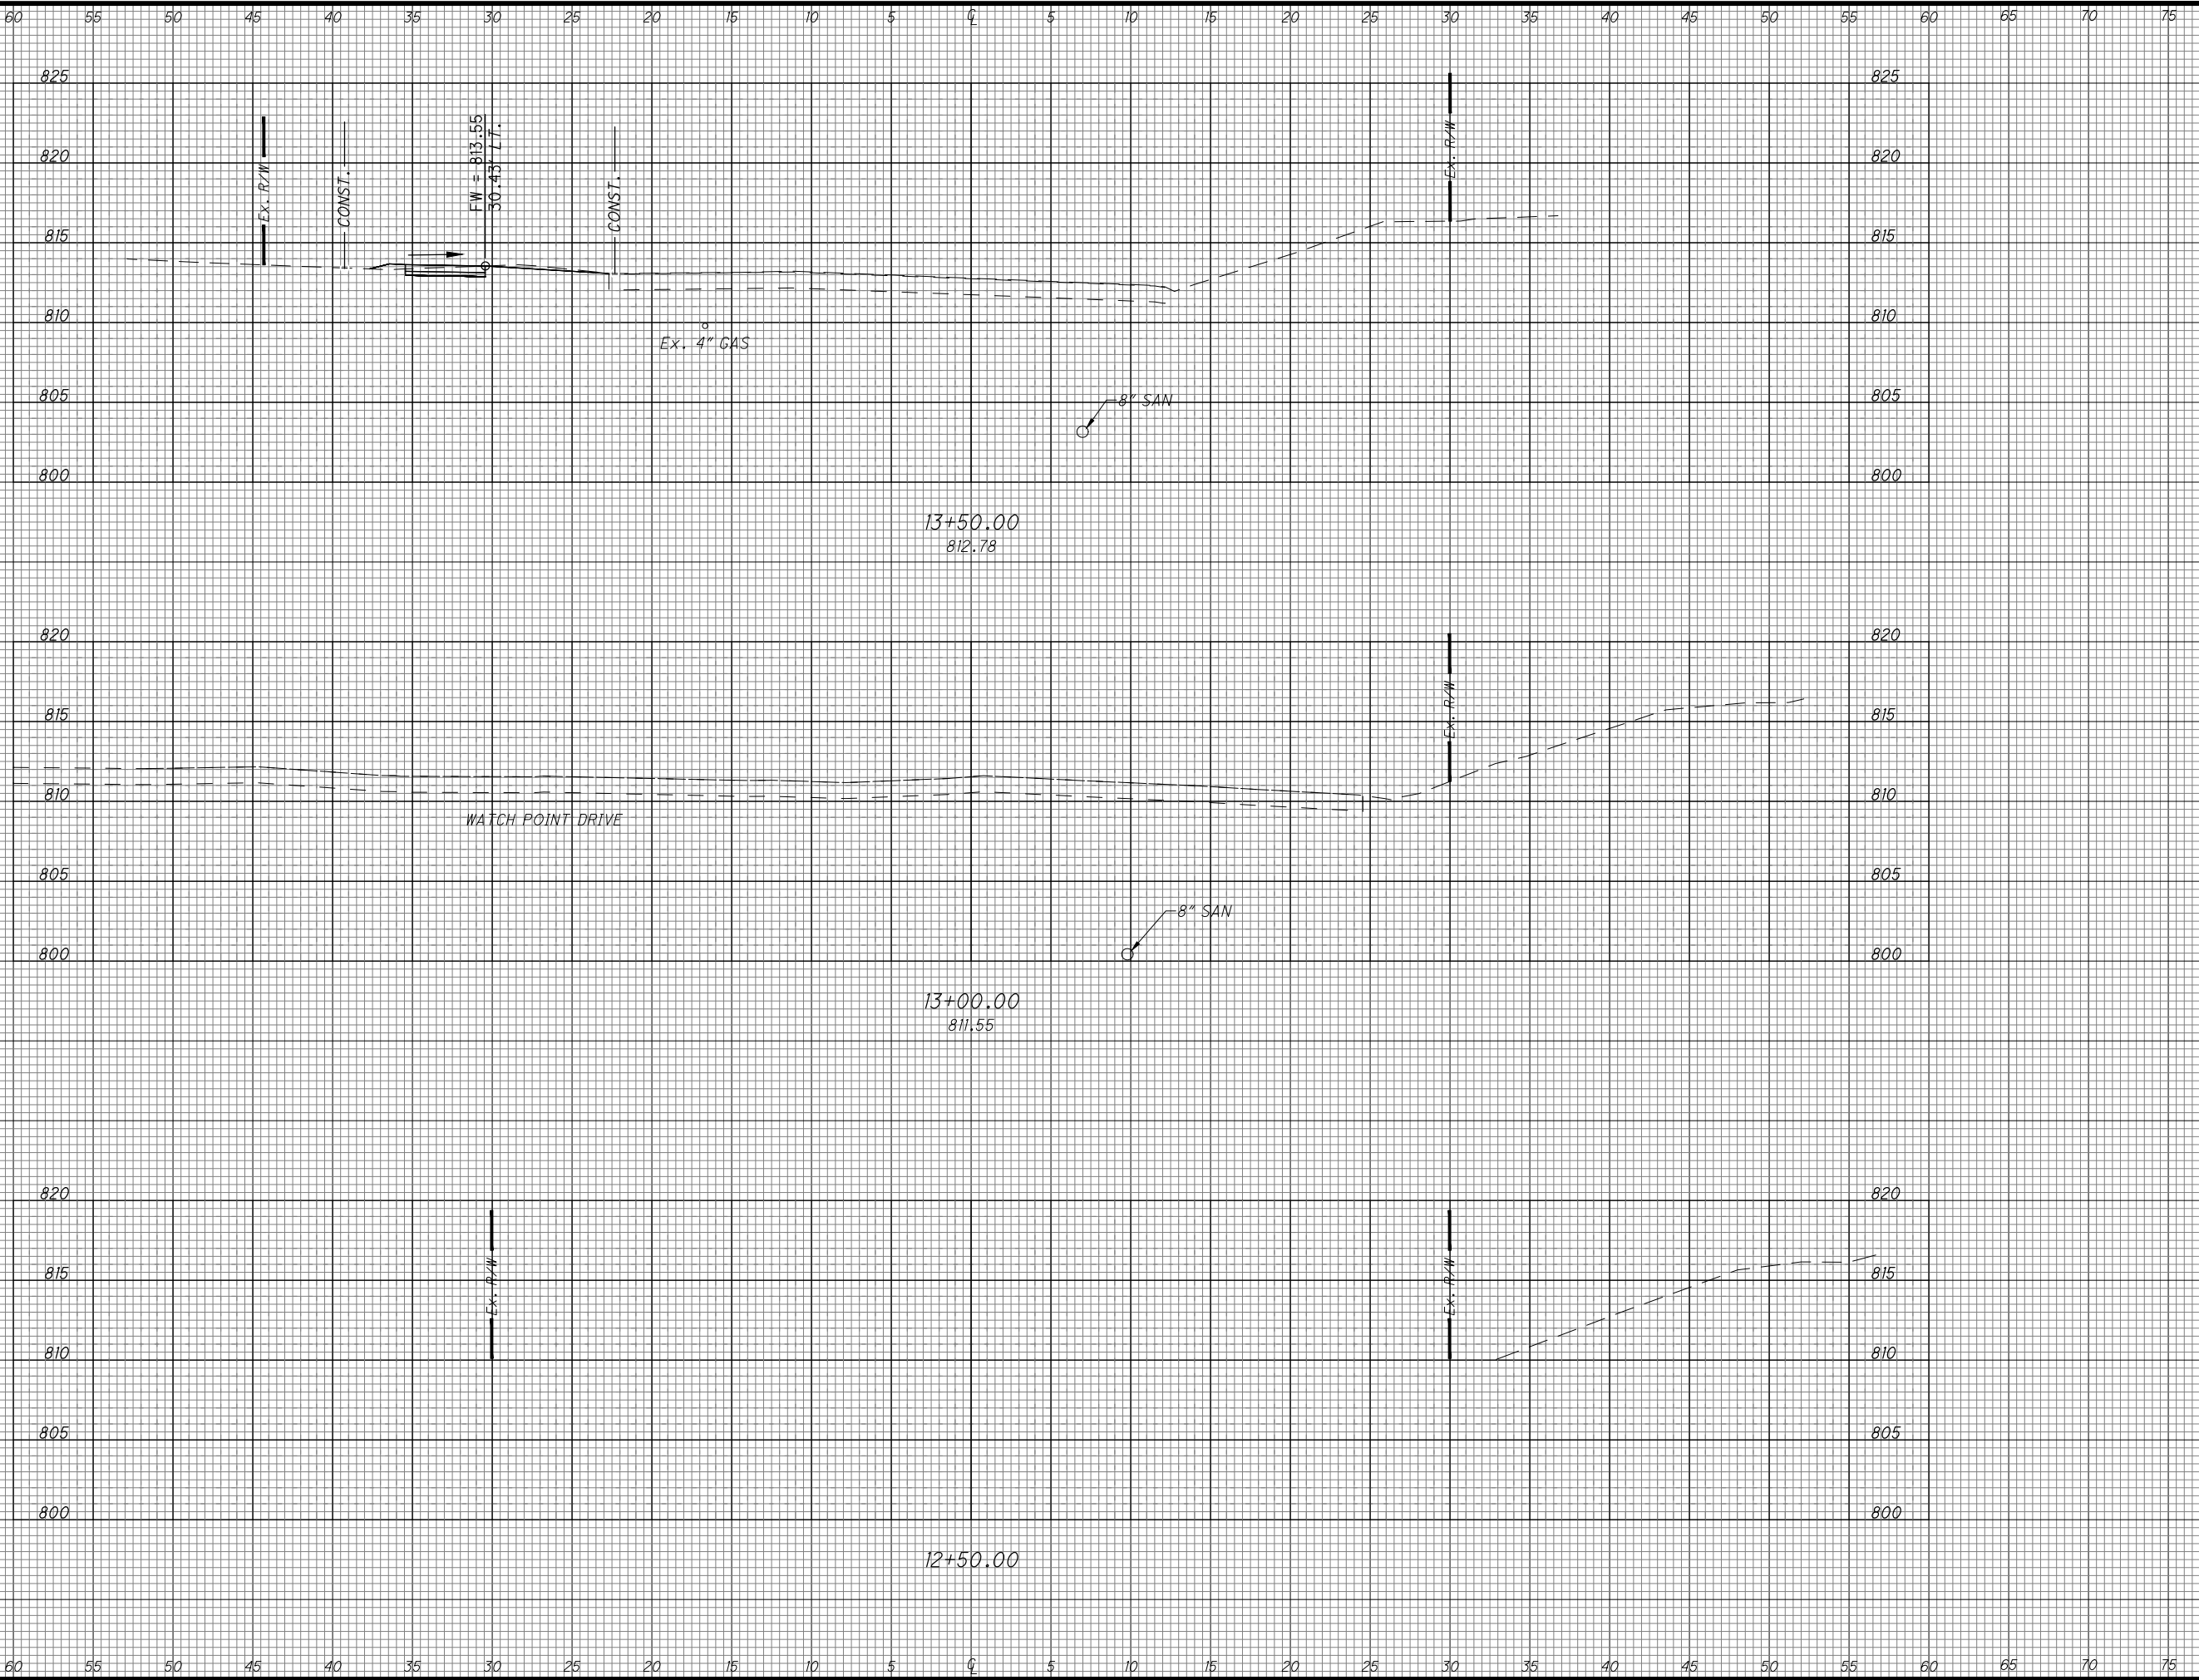 60 55 50 45 40 35 30 25 20 15 10 5 ℄ 5 10 15 20 25 30 35 40 45 50 55 60 65 70 75
825 825
820 820
815 815
810 810
805 805
800 800
Ex. R/W
CONST.
FW = 813.55
30.43' LT.
CONST.
Ex. R/W
Ex. 4" GAS
8" SAN
13+50.00
812.78
820 820
815 815
810 810
805 805
800 800
Ex. R/W
WATCH POINT DRIVE
8" SAN
13+00.00
811.55
820 820
815 815
810 810
805 805
800 800
Ex. R/W
Ex. R/W
12+50.00
60 55 50 45 40 35 30 25 20 15 10 5 ℄ 5 10 15 20 25 30 35 40 45 50 55 60 65 70 75